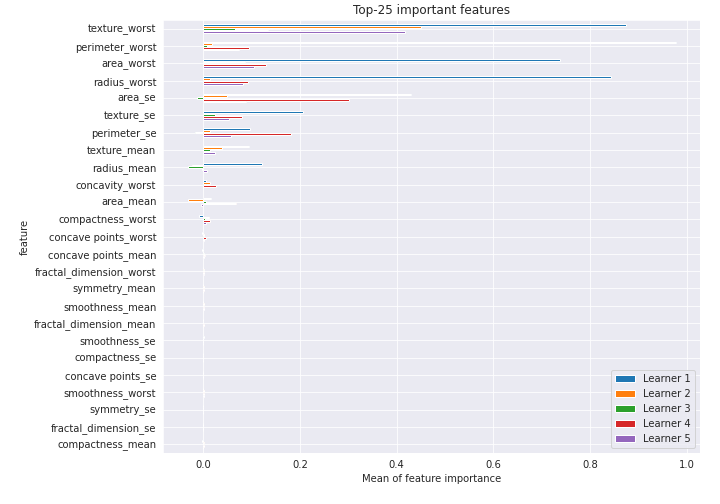 Top-25 important features
texture_worst
perimeter_worst
area_worst
radius_worst
area_se
texture_se
perimeter_se
texture_mean
radius_mean
concavity_worst
area_mean
compactness_worst
concave points_worst
concave points_mean
fractal_dimension_worst
symmetry_mean
smoothness_mean
fractal_dimension_mean
smoothness_se
compactness_se
concave points_se
smoothness_worst
symmetry_se
fractal_dimension_se
compactness_mean
feature
Learner 1
Learner 2
Learner 3
Learner 4
Learner 5
0.0 0.2 0.4 0.6 0.8 1.0
Mean of feature importance